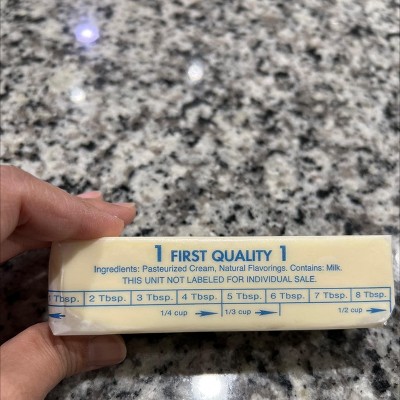 1 FIRST QUALITY 1
Ingredients: Pasteurized Cream, Natural Flavorings. Contains: Milk.
THIS UNIT NOT LABELED FOR INDIVIDUAL SALE.
1 Tbsp. 2 Tbsp. 3 Tbsp. 4 Tbsp. 5 Tbsp. 6 Tbsp. 7 Tbsp. 8 Tbsp.
1/4 cup 1/3 cup 1/2 cup